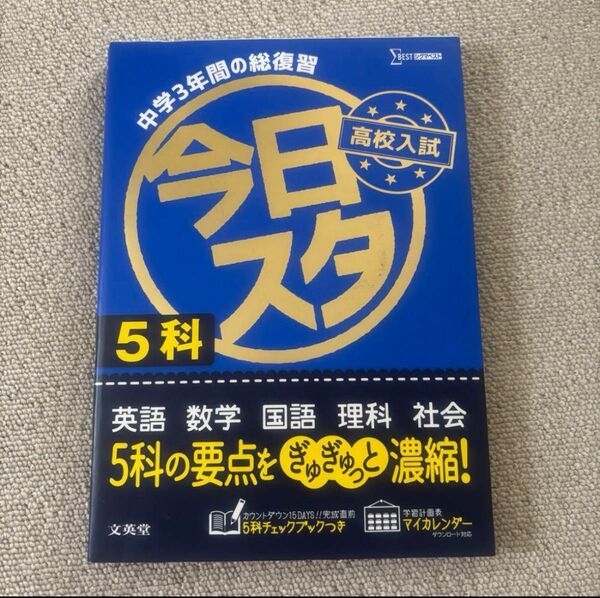 ΣBEST シグマベスト
中学3年間の総復習
高校入試
今日
スタ
5科
英語 数学 国語 理科 社会
5科の要点をぎゅぎゅっと濃縮!
カウントダウン15DAYS!!完成直前
5科チェックブックつき
学習計画表
マイカレンダー
ダウンロード対応
文英堂